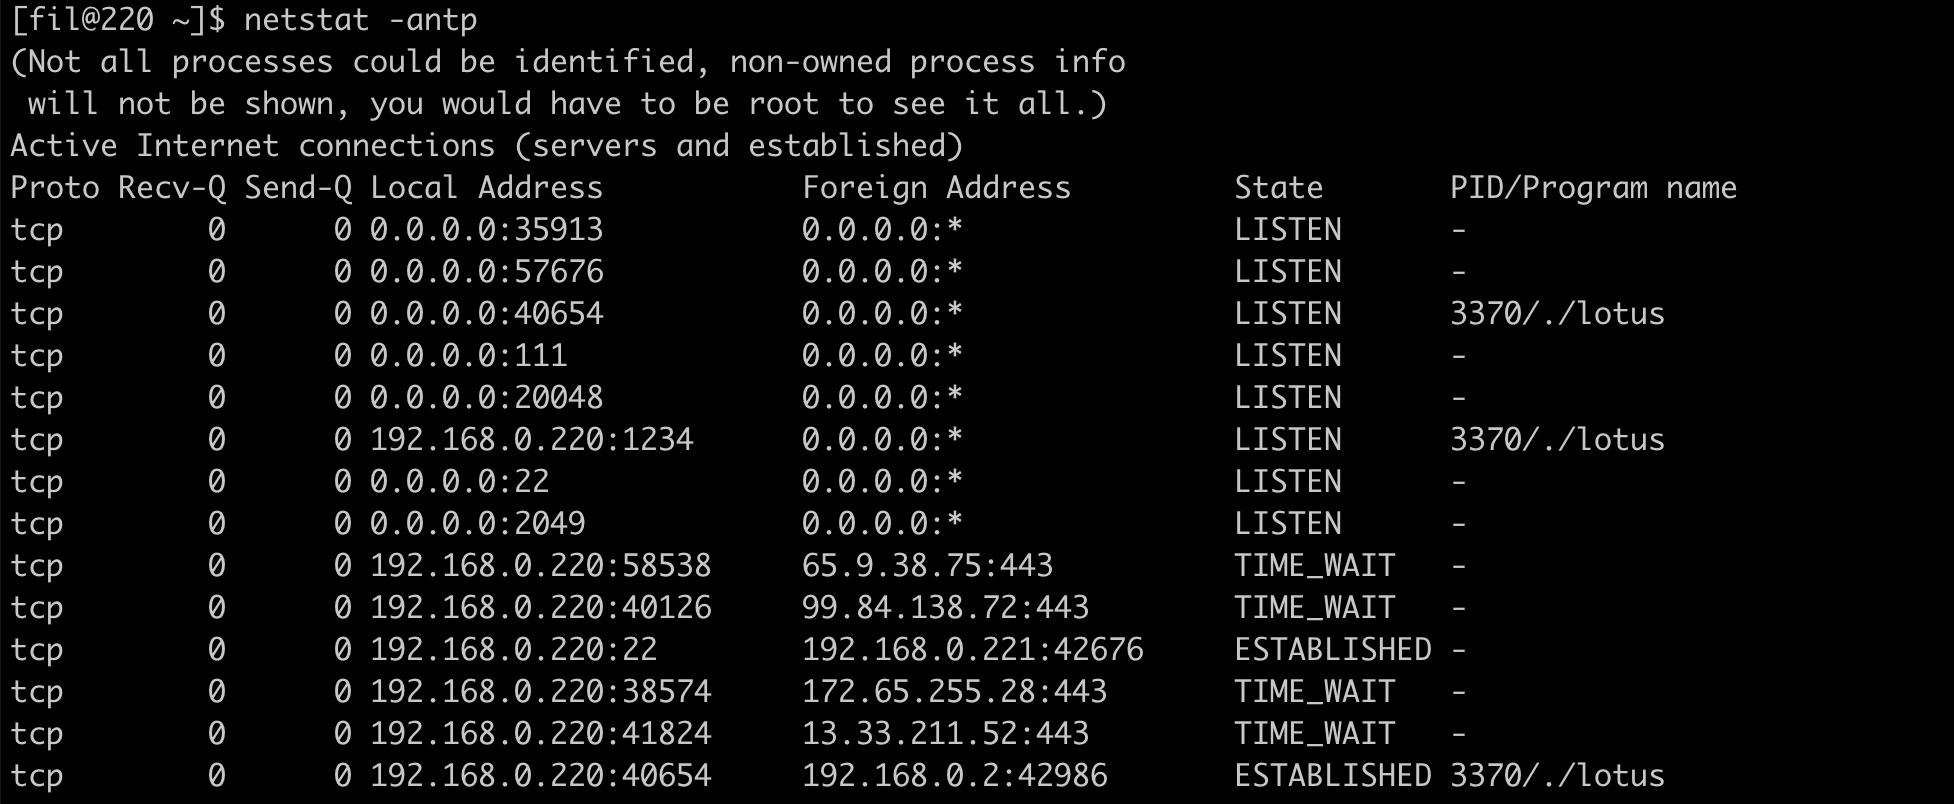 [fil@220 ~]$ netstat -antp
(Not all processes could be identified, non-owned process info
 will not be shown, you would have to be root to see it all.)
Active Internet connections (servers and established)
Proto Recv-Q Send-Q Local Address           Foreign Address         State       PID/Program name
tcp        0      0 0.0.0.0:35913           0.0.0.0:*               LISTEN      -
tcp        0      0 0.0.0.0:57676           0.0.0.0:*               LISTEN      -
tcp        0      0 0.0.0.0:40654           0.0.0.0:*               LISTEN      3370/./lotus
tcp        0      0 0.0.0.0:111             0.0.0.0:*               LISTEN      -
tcp        0      0 0.0.0.0:20048           0.0.0.0:*               LISTEN      -
tcp        0      0 192.168.0.220:1234      0.0.0.0:*               LISTEN      3370/./lotus
tcp        0      0 0.0.0.0:22              0.0.0.0:*               LISTEN      -
tcp        0      0 0.0.0.0:2049            0.0.0.0:*               LISTEN      -
tcp        0      0 192.168.0.220:58538     65.9.38.75:443          TIME_WAIT   -
tcp        0      0 192.168.0.220:40126     99.84.138.72:443        TIME_WAIT   -
tcp        0      0 192.168.0.220:22        192.168.0.221:42676     ESTABLISHED -
tcp        0      0 192.168.0.220:38574     172.65.255.28:443       TIME_WAIT   -
tcp        0      0 192.168.0.220:41824     13.33.211.52:443        TIME_WAIT   -
tcp        0      0 192.168.0.220:40654     192.168.0.2:42986       ESTABLISHED 3370/./lotus